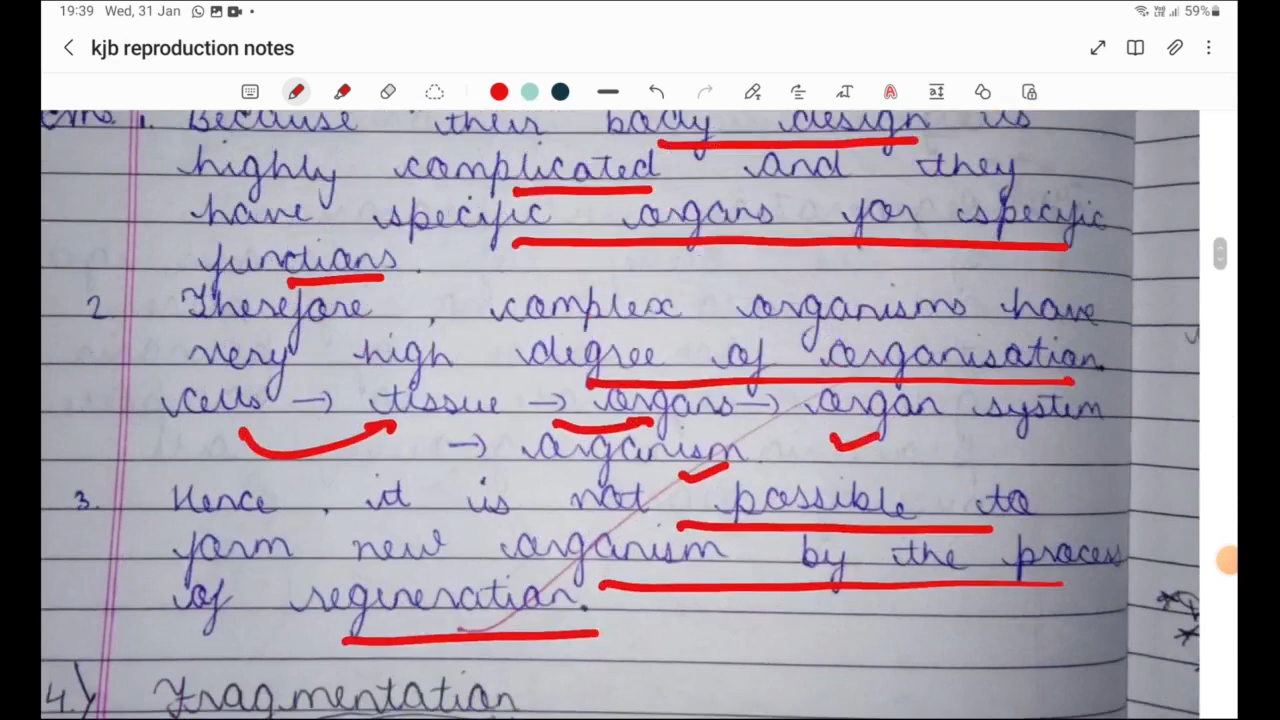 19:39 Wed, 31 Jan
59%
kjb reproduction notes
1. Because their body design is
highly complicated and they
have specific organs for specific
functions.
2 Therefore, complex organisms have
very high degree of organisation.
cells → tissue → organs → organ system
→ organism.
3. Hence, it is not possible to
form new organism by the process
of regeneration.
4.) Fragmentation